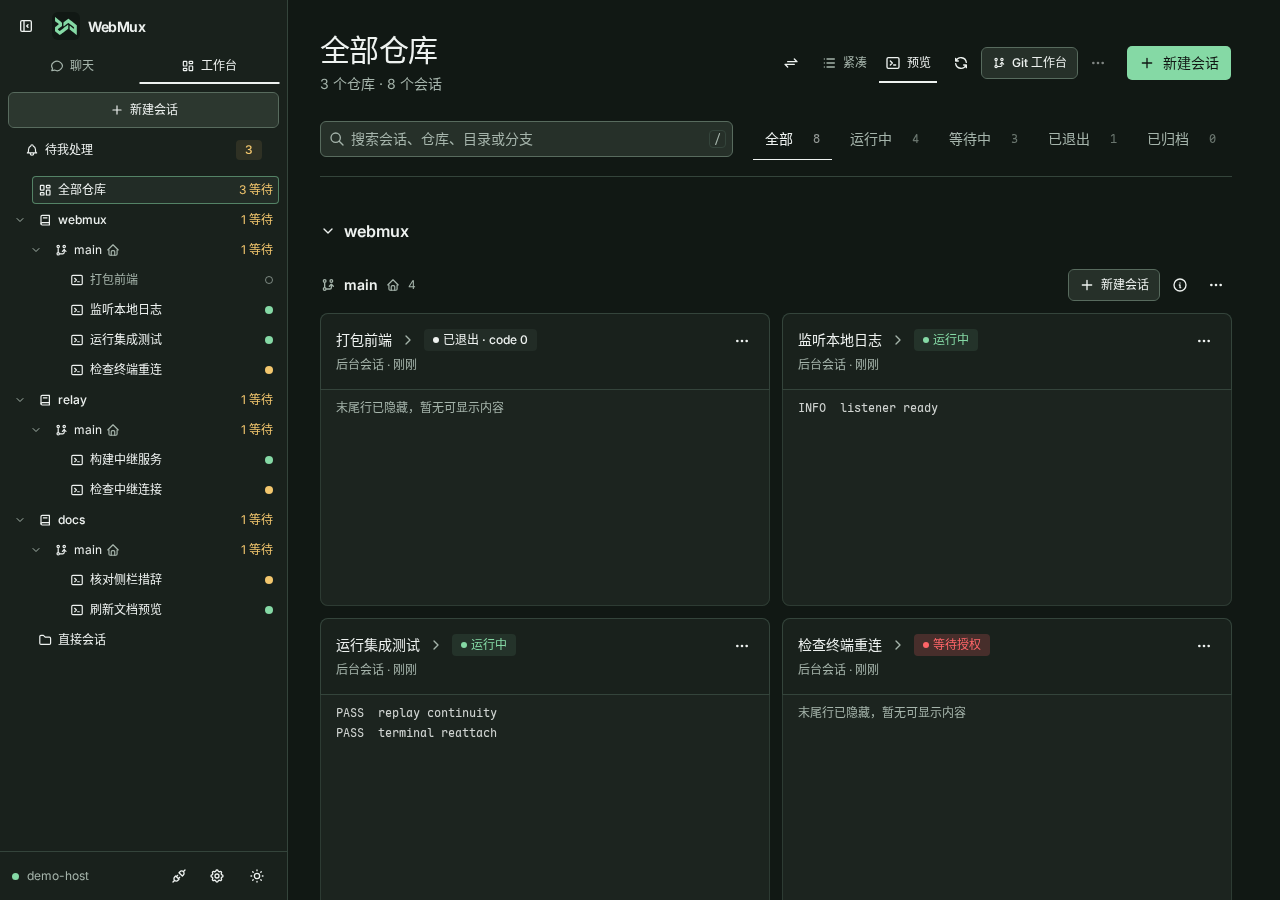 WebMux
聊天
工作台
新建会话
待我处理 3
全部仓库 3 等待
webmux 1 等待
main 1 等待
打包前端
监听本地日志
运行集成测试
检查终端重连
relay 1 等待
main 1 等待
构建中继服务
检查中继连接
docs 1 等待
main 1 等待
核对侧栏措辞
刷新文档预览
直接会话
demo-host
全部仓库
3 个仓库 · 8 个会话
紧凑 预览 Git 工作台 新建会话
搜索会话、仓库、目录或分支 /
全部 8 运行中 4 等待中 3 已退出 1 已归档 0
webmux
main 4
新建会话
打包前端 已退出 · code 0
后台会话 · 刚刚
末尾行已隐藏，暂无可显示内容
监听本地日志 运行中
后台会话 · 刚刚
INFO listener ready
运行集成测试 运行中
后台会话 · 刚刚
PASS replay continuity
PASS terminal reattach
检查终端重连 等待授权
后台会话 · 刚刚
末尾行已隐藏，暂无可显示内容